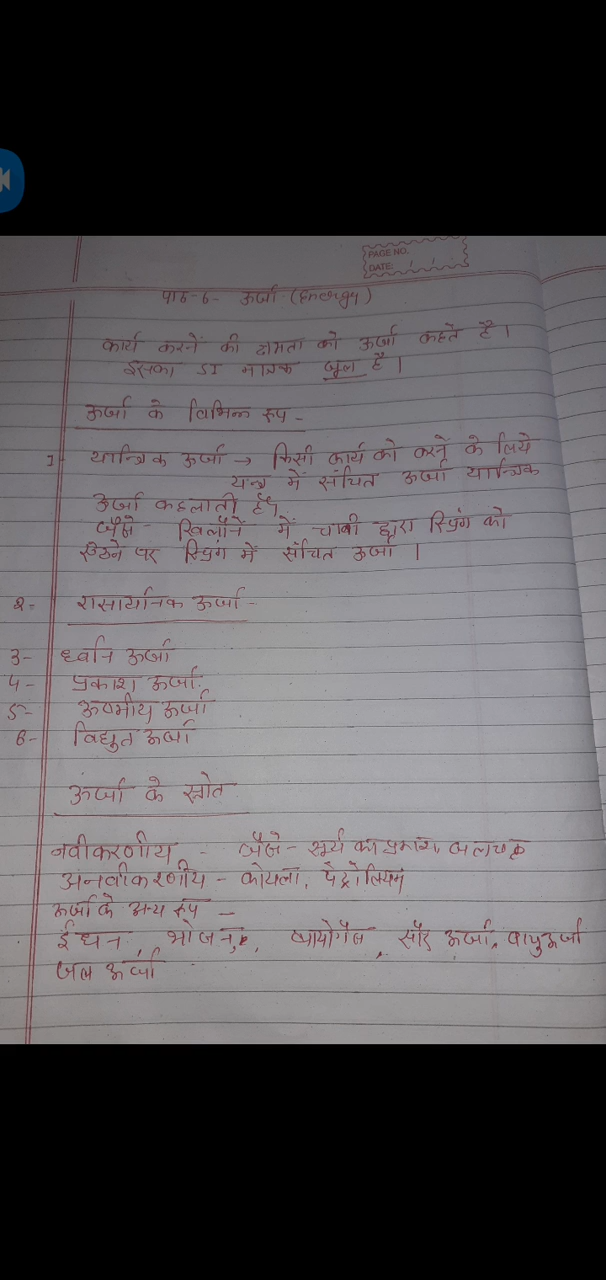 PAGE NO.
DATE: / /
पाठ-6- ऊर्जा-(Energy)
कार्य करनें की क्षमता को ऊर्जा कहते है।
इसका SI मात्रक जूल है।
ऊर्जा के विभिन्न रूप-
1- यान्त्रिक ऊर्जा → किसी कार्य को करनें के लिये
यन्त्र में संचित ऊर्जा यान्त्रिक
ऊर्जा कहलाती है।
जैसे- खिलौनें में चाबी द्वारा स्प्रिंग को
ऐठने पर स्प्रिंग में संचित ऊर्जा।
2- रासायनिक ऊर्जा-
3- ध्वनि ऊर्जा
4- प्रकाश ऊर्जा
5- ऊष्मीय ऊर्जा
6- विद्युत ऊर्जा
ऊर्जा के स्त्रोत
नवीकरणीय - जैसे- सूर्य का प्रकाश, जलचक्र
अनवीकरणीय - कोयला, पेट्रोलियम
ऊर्जा के अन्य रूप -
ईंधन, भोजन, बायोगैस, सौर ऊर्जा, वायु ऊर्जा
जल ऊर्जा